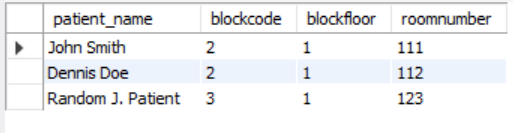 patient_name blockcode blockfloor roomnumber
John Smith 2 1 111
Dennis Doe 2 1 112
Random J. Patient 3 1 123